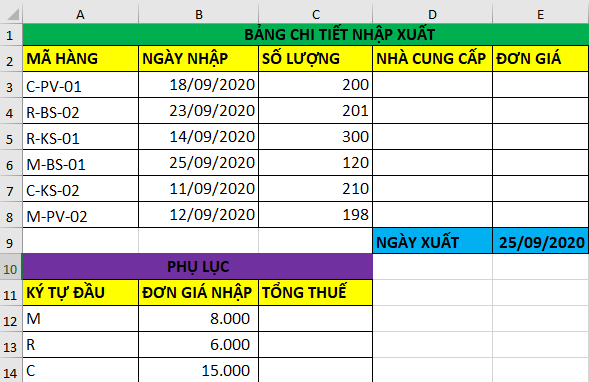 A B C D E
1 BẢNG CHI TIẾT NHẬP XUẤT
2 MÃ HÀNG NGÀY NHẬP SỐ LƯỢNG NHÀ CUNG CẤP ĐƠN GIÁ
3 C-PV-01 18/09/2020 200
4 R-BS-02 23/09/2020 201
5 R-KS-01 14/09/2020 300
6 M-BS-01 25/09/2020 120
7 C-KS-02 11/09/2020 210
8 M-PV-02 12/09/2020 198
9 NGÀY XUẤT 25/09/2020
10 PHỤ LỤC
11 KÝ TỰ ĐẦU ĐƠN GIÁ NHẬP TỔNG THUẾ
12 M 8.000
13 R 6.000
14 C 15.000